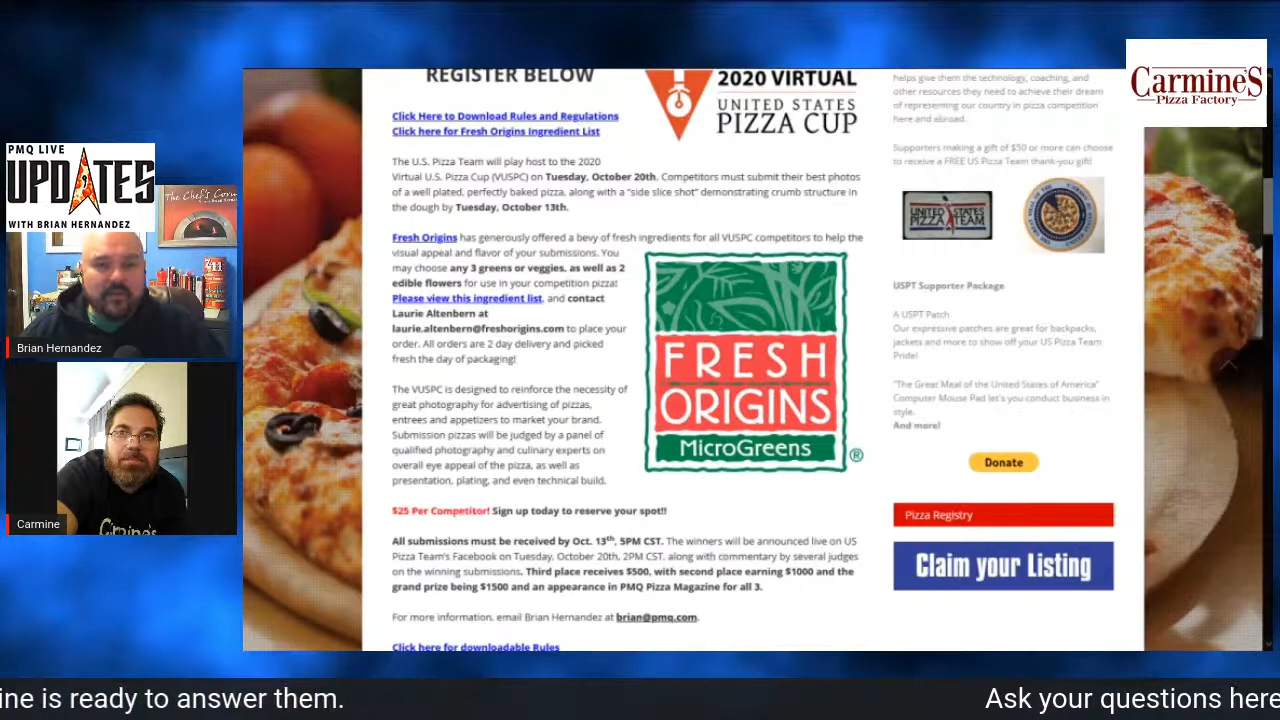 PMQ LIVE
UPDATES
WITH BRIAN HERNANDEZ
The Chef's Corn
Brian Hernandez
Carmine
REGISTER BELOW
Click Here to Download Rules and Regulations
Click here for Fresh Origins Ingredient List
2020 VIRTUAL
UNITED STATES
PIZZA CUP
The U.S. Pizza Team will play host to the 2020
Virtual U.S. Pizza Cup (VUSPC) on Tuesday, October 20th. Competitors must submit their best photos
of a well plated, perfectly baked pizza, along with a "side slice shot" demonstrating crumb structure in
the dough by Tuesday, October 13th.
Fresh Origins has generously offered a bevy of fresh ingredients for all VUSPC competitors to help the
visual appeal and flavor of your submissions. You
may choose any 3 greens or veggies, as well as 2
edible flowers for use in your competition pizza!
Please view this ingredient list, and contact
Laurie Altenbern at
laurie.altenbern@freshorigins.com to place your
order. All orders are 2 day delivery and picked
fresh the day of packaging!
FRESH
ORIGINS
MicroGreens
®
The VUSPC is designed to reinforce the necessity of
great photography for advertising of pizzas,
entrees and appetizers to market your brand.
Submission pizzas will be judged by a panel of
qualified photography and culinary experts on
overall eye appeal of the pizza, as well as
presentation, plating, and even technical build.
$25 Per Competitor! Sign up today to reserve your spot!!
All submissions must be received by Oct. 13th, 5PM CST. The winners will be announced live on US
Pizza Team's Facebook on Tuesday, October 20th, 2PM CST, along with commentary by several judges
on the winning submissions. Third place receives $500, with second place earning $1000 and the
grand prize being $1500 and an appearance in PMQ Pizza Magazine for all 3.
For more information, email Brian Hernandez at brian@pmq.com.
Click here for downloadable Rules
helps give them the technology, coaching, and
other resources they need to achieve their dream
of representing our country in pizza competition
here and abroad.
Supporters making a gift of $50 or more can choose
to receive a FREE US Pizza Team thank-you gift!
UNITED STATES
PIZZA TEAM
USPT Supporter Package
A USPT Patch
Our expressive patches are great for backpacks,
jackets and more to show off your US Pizza Team
Pride!
"The Great Meal of the United States of America"
Computer Mouse Pad let's you conduct business in
style.
And more!
Donate
Pizza Registry
Claim your Listing
Carmine's
Pizza Factory
ine is ready to answer them.
Ask your questions here